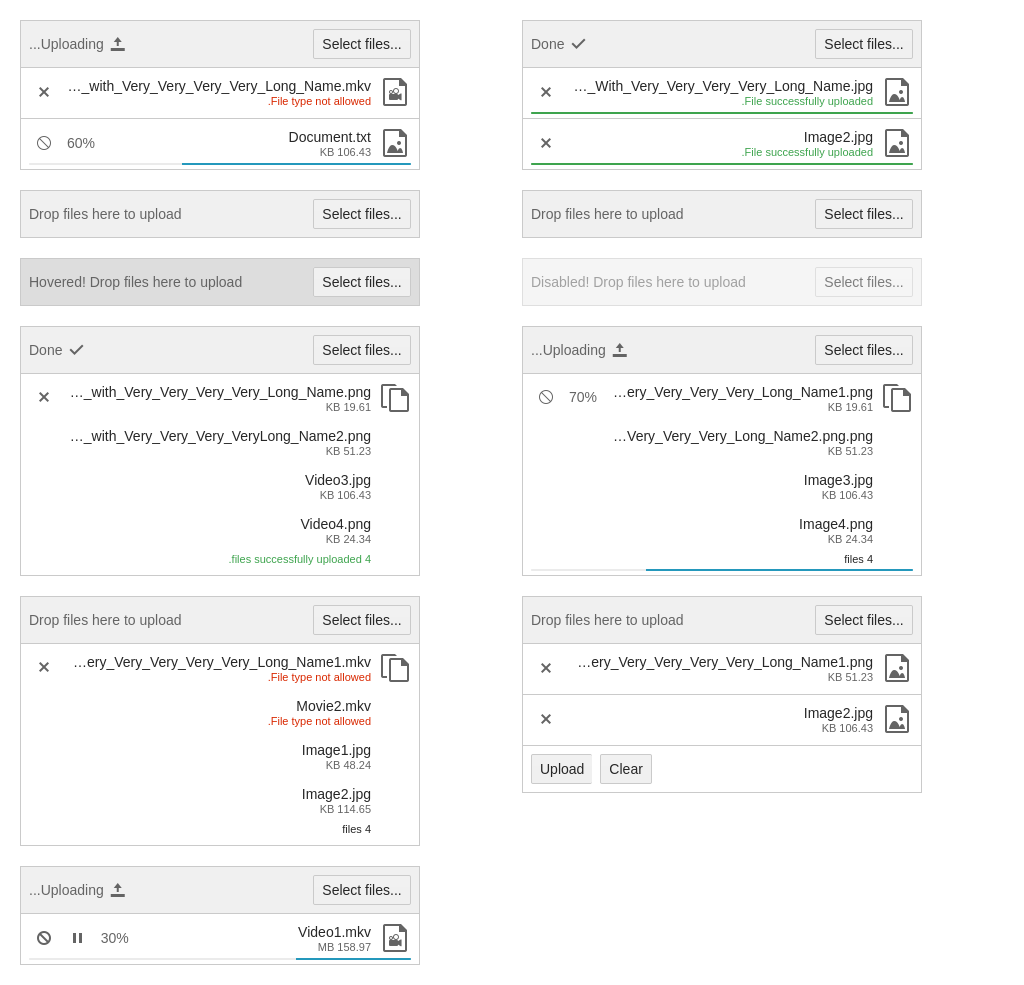 ...Uploading
Select files...
..._with_Very_Very_Very_Very_Long_Name.mkv
.File type not allowed
60%
Document.txt
KB 106.43
Done
Select files...
..._With_Very_Very_Very_Very_Long_Name.jpg
.File successfully uploaded
Image2.jpg
.File successfully uploaded
Drop files here to upload
Select files...
Drop files here to upload
Select files...
Hovered! Drop files here to upload
Select files...
Disabled! Drop files here to upload
Select files...
Done
Select files...
..._with_Very_Very_Very_Very_Long_Name.png
KB 19.61
..._with_Very_Very_Very_VeryLong_Name2.png
KB 51.23
Video3.jpg
KB 106.43
Video4.png
KB 24.34
.files successfully uploaded 4
...Uploading
Select files...
70%
...ery_Very_Very_Very_Long_Name1.png
KB 19.61
...Very_Very_Very_Long_Name2.png.png
KB 51.23
Image3.jpg
KB 106.43
Image4.png
KB 24.34
files 4
Drop files here to upload
Select files...
...ery_Very_Very_Very_Very_Long_Name1.mkv
.File type not allowed
Movie2.mkv
.File type not allowed
Image1.jpg
KB 48.24
Image2.jpg
KB 114.65
files 4
Drop files here to upload
Select files...
...ery_Very_Very_Very_Very_Long_Name1.png
KB 51.23
Image2.jpg
KB 106.43
Upload
Clear
...Uploading
Select files...
30%
Video1.mkv
MB 158.97